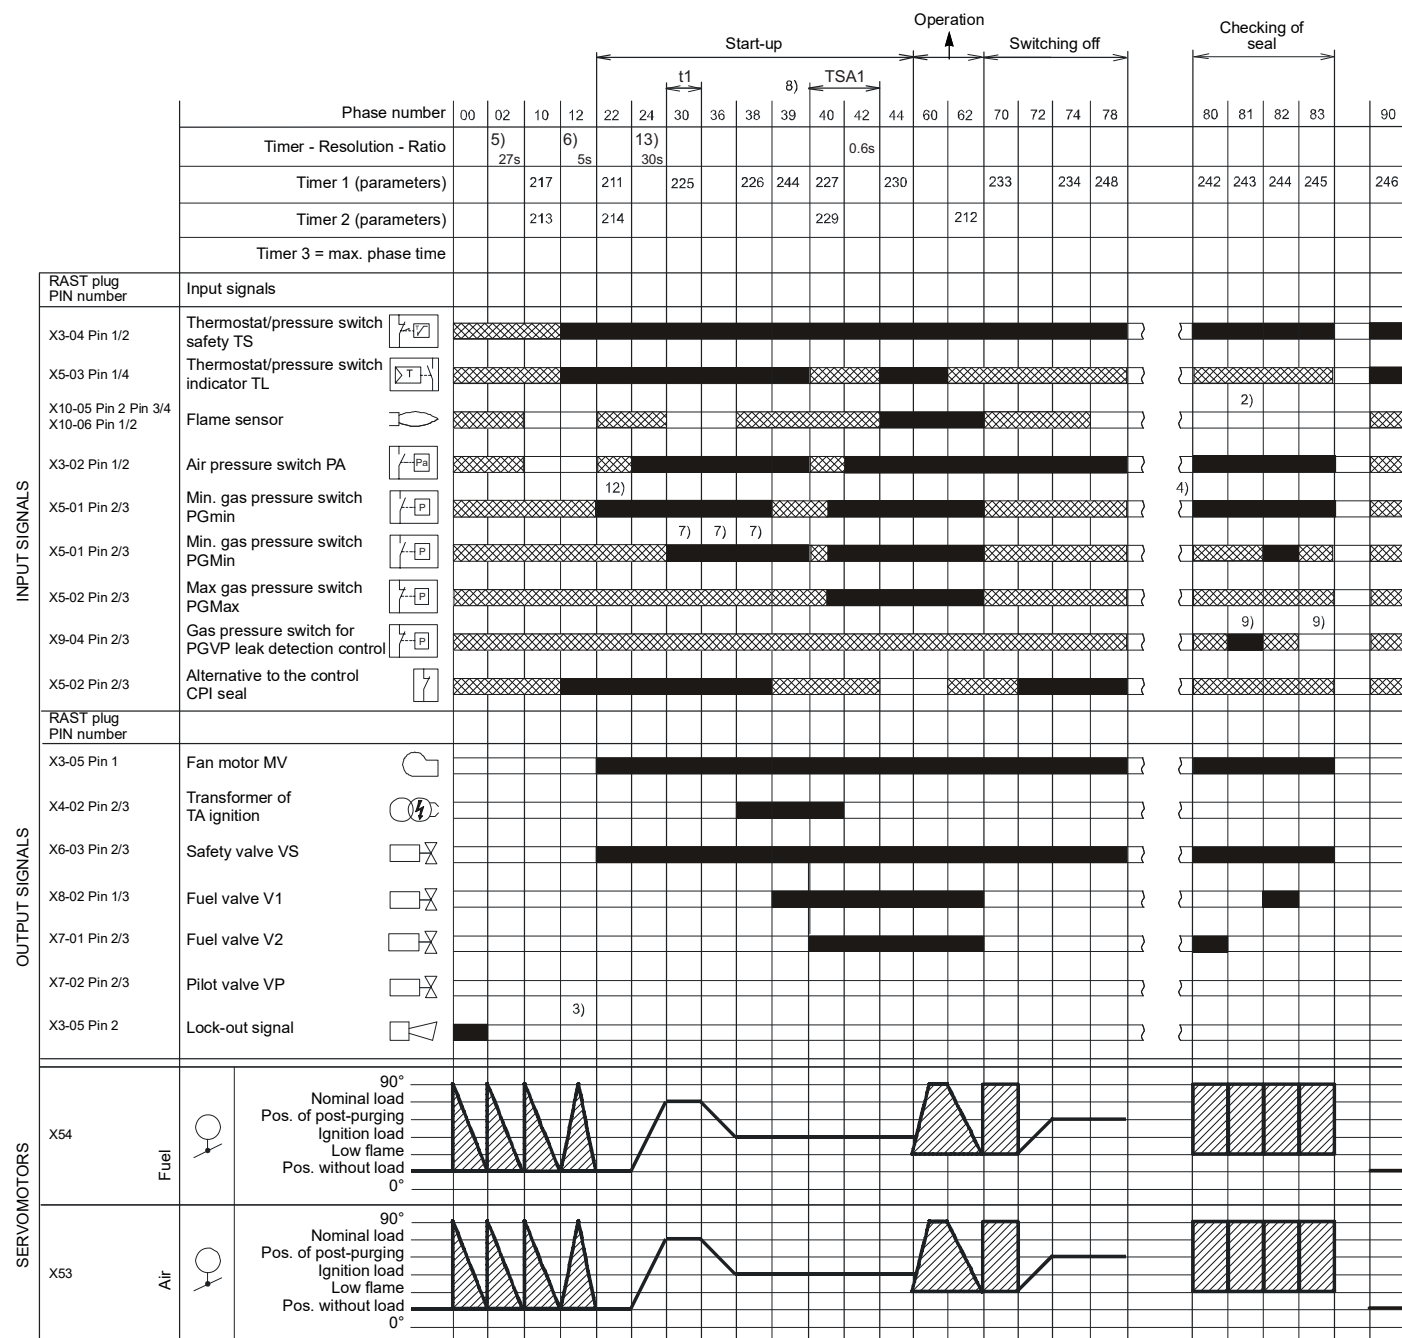 Operation
Start-up
Switching off
Checking of
seal
t1
8)
TSA1
Phase number 00 02 10 12 22 24 30 36 38 39 40 42 44 60 62 70 72 74 78 80 81 82 83 90
Timer - Resolution - Ratio 5) 27s 6) 5s 13) 30s 0.6s
Timer 1 (parameters) 217 211 225 226 244 227 230 233 234 248 242 243 244 245 246
Timer 2 (parameters) 213 214 229 212
Timer 3 = max. phase time
RAST plug
PIN number
Input signals
INPUT SIGNALS
X3-04 Pin 1/2
Thermostat/pressure switch
safety TS
X5-03 Pin 1/4
Thermostat/pressure switch
indicator TL
T
2)
X10-05 Pin 2 Pin 3/4
X10-06 Pin 1/2
Flame sensor
X3-02 Pin 1/2
Air pressure switch PA
Pa
12) 4)
X5-01 Pin 2/3
Min. gas pressure switch
PGmin
P
7) 7) 7)
X5-01 Pin 2/3
Min. gas pressure switch
PGMin
P
X5-02 Pin 2/3
Max gas pressure switch
PGMax
P
9) 9)
X9-04 Pin 2/3
Gas pressure switch for
PGVP leak detection control
P
X5-02 Pin 2/3
Alternative to the control
CPI seal
RAST plug
PIN number
OUTPUT SIGNALS
X3-05 Pin 1
Fan motor MV
X4-02 Pin 2/3
Transformer of
TA ignition
X6-03 Pin 2/3
Safety valve VS
X8-02 Pin 1/3
Fuel valve V1
X7-01 Pin 2/3
Fuel valve V2
X7-02 Pin 2/3
Pilot valve VP
3)
X3-05 Pin 2
Lock-out signal
SERVOMOTORS
X54
Fuel
90°
Nominal load
Pos. of post-purging
Ignition load
Low flame
Pos. without load
0°
X53
Air
90°
Nominal load
Pos. of post-purging
Ignition load
Low flame
Pos. without load
0°